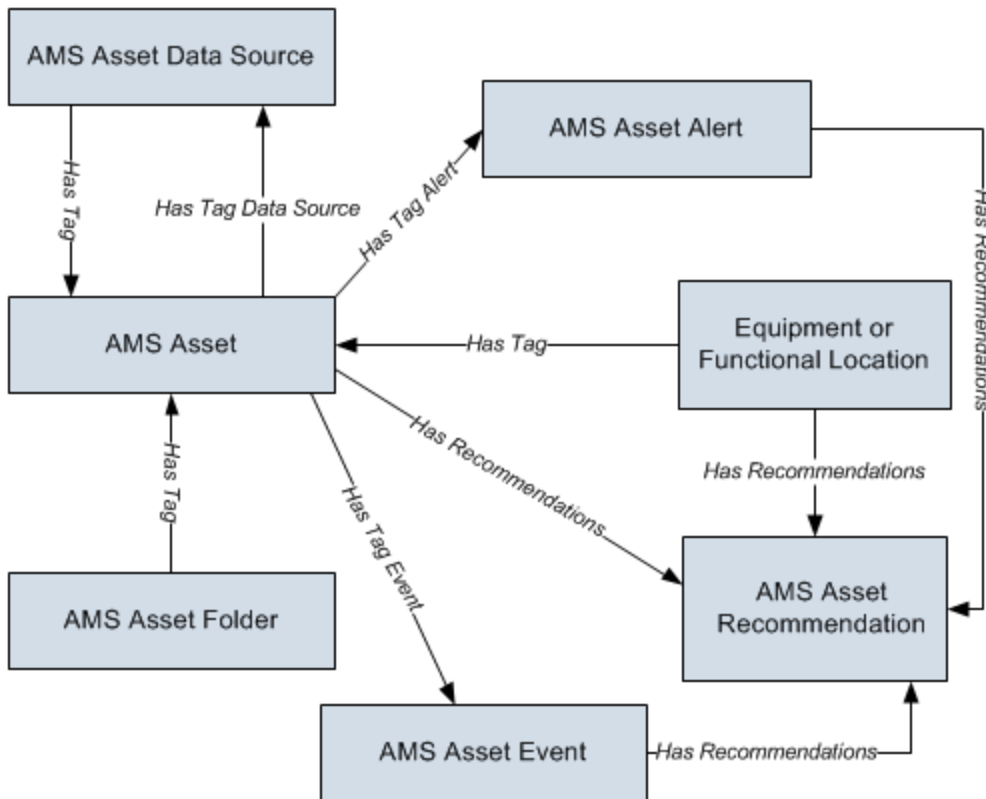 AMS Asset Data Source
AMS Asset Alert
Has Tag
Has Tag Data Source
Has Tag Alert
Has Recommendations
AMS Asset
Has Tag
Equipment or
Functional Location
Has Tag
Has Recommendations
Has Tag Event
Has Recommendations
AMS Asset Folder
AMS Asset
Recommendation
AMS Asset Event
Has Recommendations